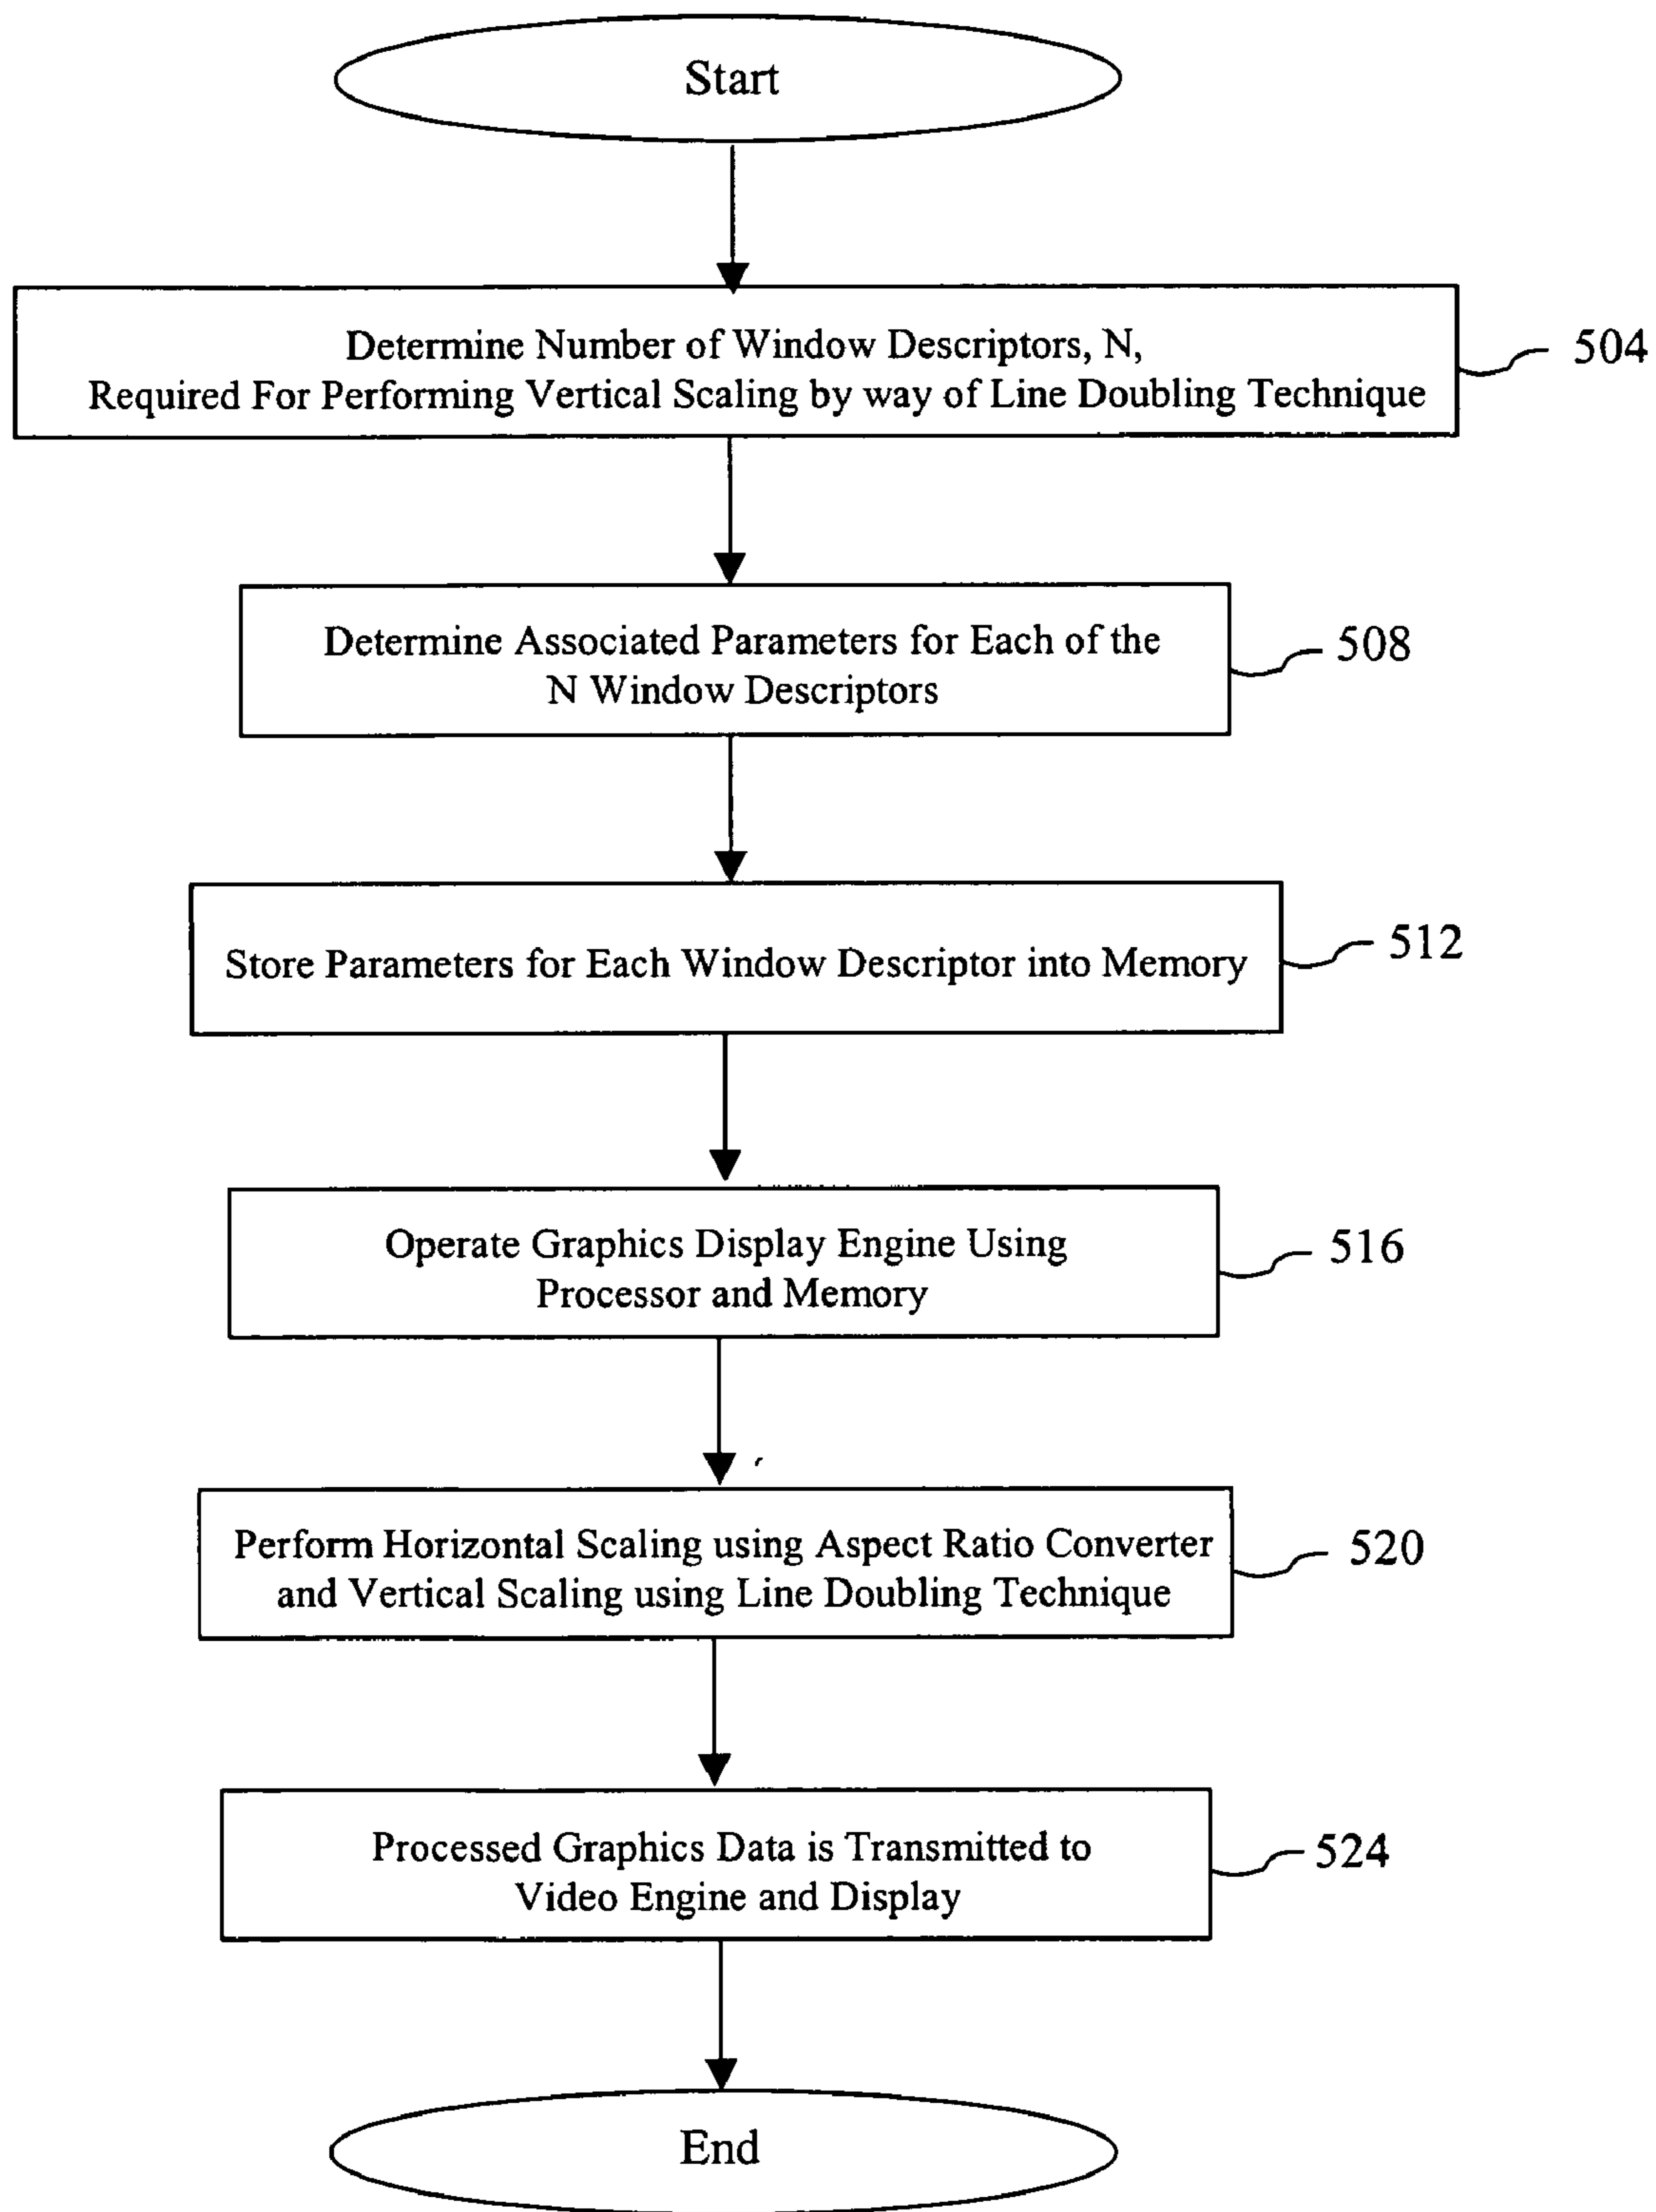 Start
Determine Number of Window Descriptors, N,
Required For Performing Vertical Scaling by way of Line Doubling Technique
504
Determine Associated Parameters for Each of the
N Window Descriptors
508
Store Parameters for Each Window Descriptor into Memory
512
Operate Graphics Display Engine Using
Processor and Memory
516
Perform Horizontal Scaling using Aspect Ratio Converter
and Vertical Scaling using Line Doubling Technique
520
Processed Graphics Data is Transmitted to
Video Engine and Display
524
End